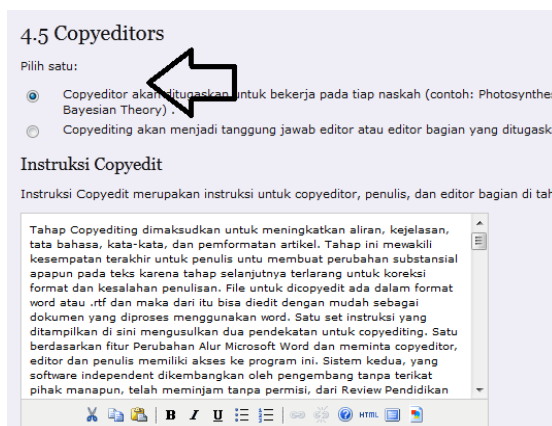 4.5 Copyeditors
Pilih satu:
Copyeditor akan ditugaskan untuk bekerja pada tiap naskah (contoh: Photosynthes
Bayesian Theory) .
Copyediting akan menjadi tanggung jawab editor atau editor bagian yang ditugask
Instruksi Copyedit
Instruksi Copyedit merupakan instruksi untuk copyeditor, penulis, dan editor bagian di tah
Tahap Copyediting dimaksudkan untuk meningkatkan aliran, kejelasan,
tata bahasa, kata-kata, dan pemformatan artikel. Tahap ini mewakili
kesempatan terakhir untuk penulis untu membuat perubahan substansial
apapun pada teks karena tahap selanjutnya terlarang untuk koreksi
format dan kesalahan penulisan. File untuk dicopyedit ada dalam format
word atau .rtf dan maka dari itu bisa diedit dengan mudah sebagai
dokumen yang diproses menggunakan word. Satu set instruksi yang
ditampilkan di sini mengusulkan dua pendekatan untuk copyediting. Satu
berdasarkan fitur Perubahan Alur Microsoft Word dan meminta copyeditor,
editor dan penulis memiliki akses ke program ini. Sistem kedua, yang
software independent dikembangkan oleh pengembang tanpa terikat
pihak manapun, telah meminjam tanpa permisi, dari Review Pendidikan
B I U HTML